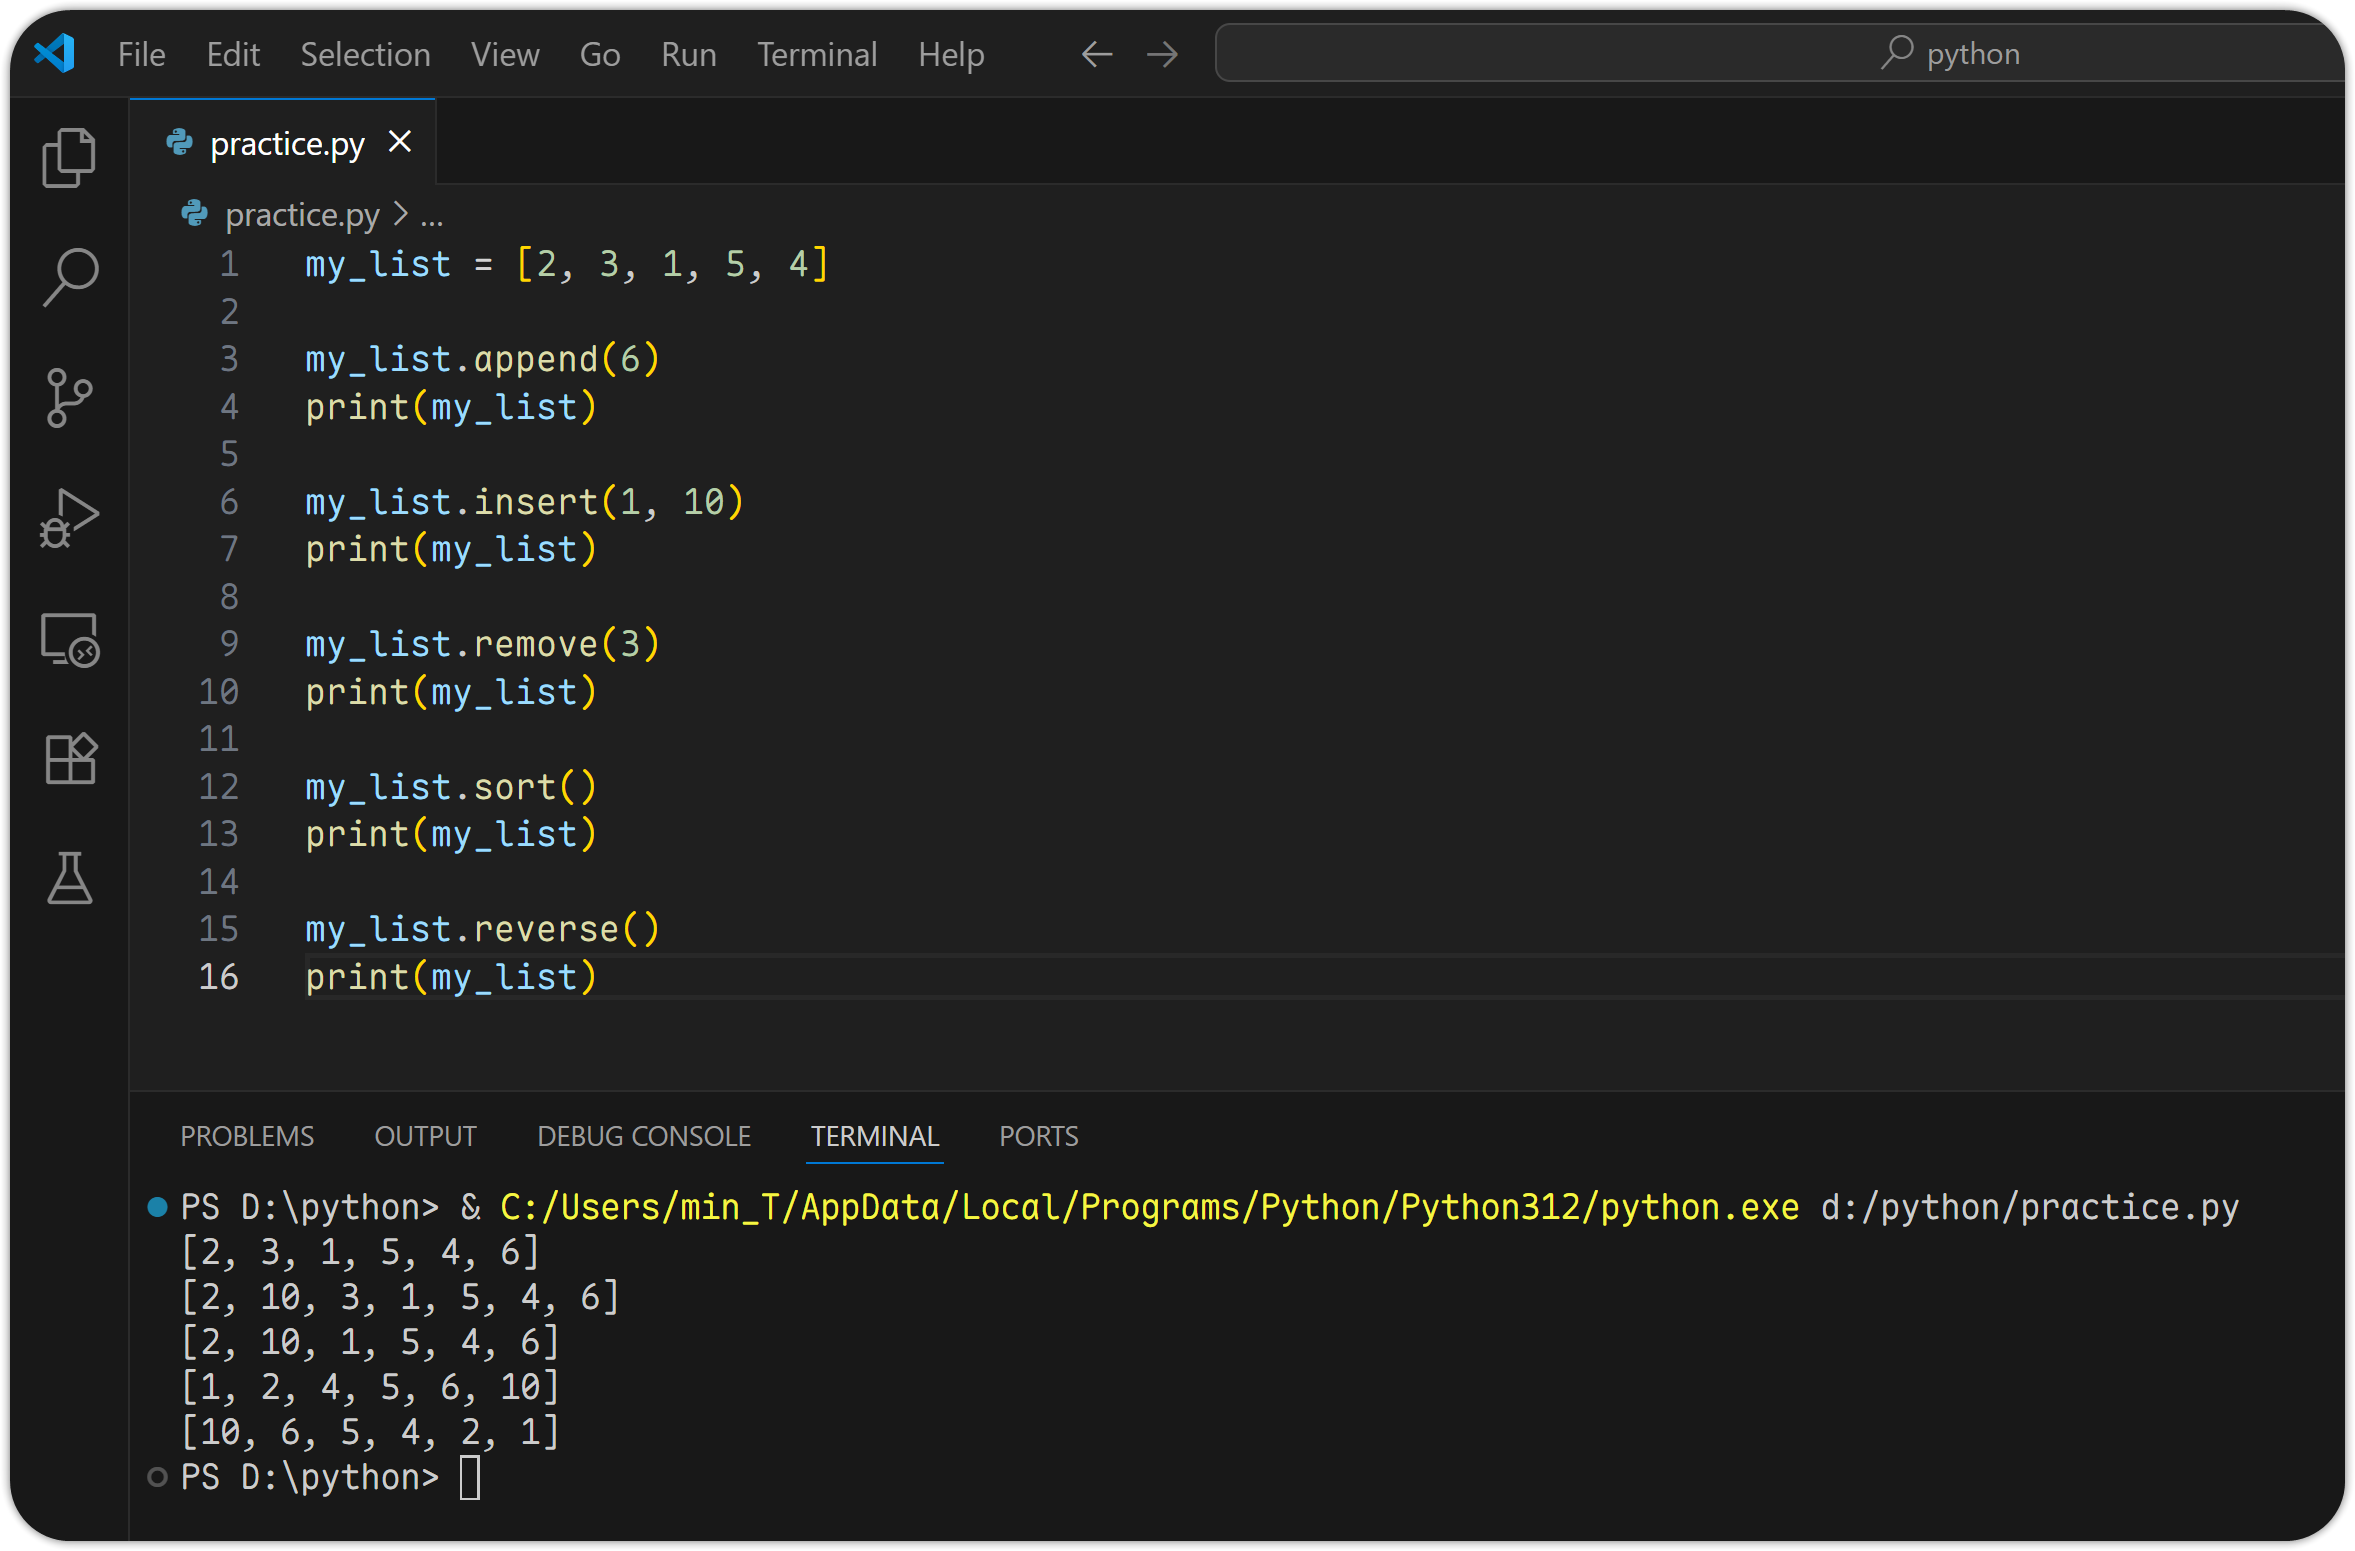 File Edit Selection View Go Run Terminal Help python
practice.py
practice.py > ...
1 my_list = [2, 3, 1, 5, 4]
2
3 my_list.append(6)
4 print(my_list)
5
6 my_list.insert(1, 10)
7 print(my_list)
8
9 my_list.remove(3)
10 print(my_list)
11
12 my_list.sort()
13 print(my_list)
14
15 my_list.reverse()
16 print(my_list)
PROBLEMS OUTPUT DEBUG CONSOLE TERMINAL PORTS
PS D:\python> & C:/Users/min_T/AppData/Local/Programs/Python/Python312/python.exe d:/python/practice.py
[2, 3, 1, 5, 4, 6]
[2, 10, 3, 1, 5, 4, 6]
[2, 10, 1, 5, 4, 6]
[1, 2, 4, 5, 6, 10]
[10, 6, 5, 4, 2, 1]
PS D:\python>